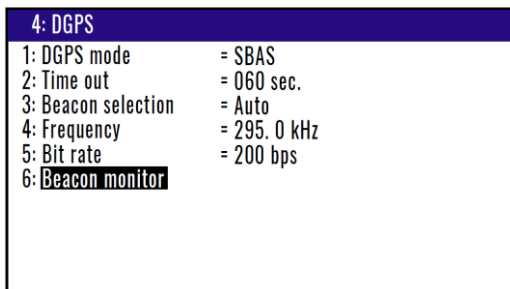 4: DGPS
1: DGPS mode = SBAS
2: Time out = 060 sec.
3: Beacon selection = Auto
4: Frequency = 295. 0 kHz
5: Bit rate = 200 bps
6: Beacon monitor